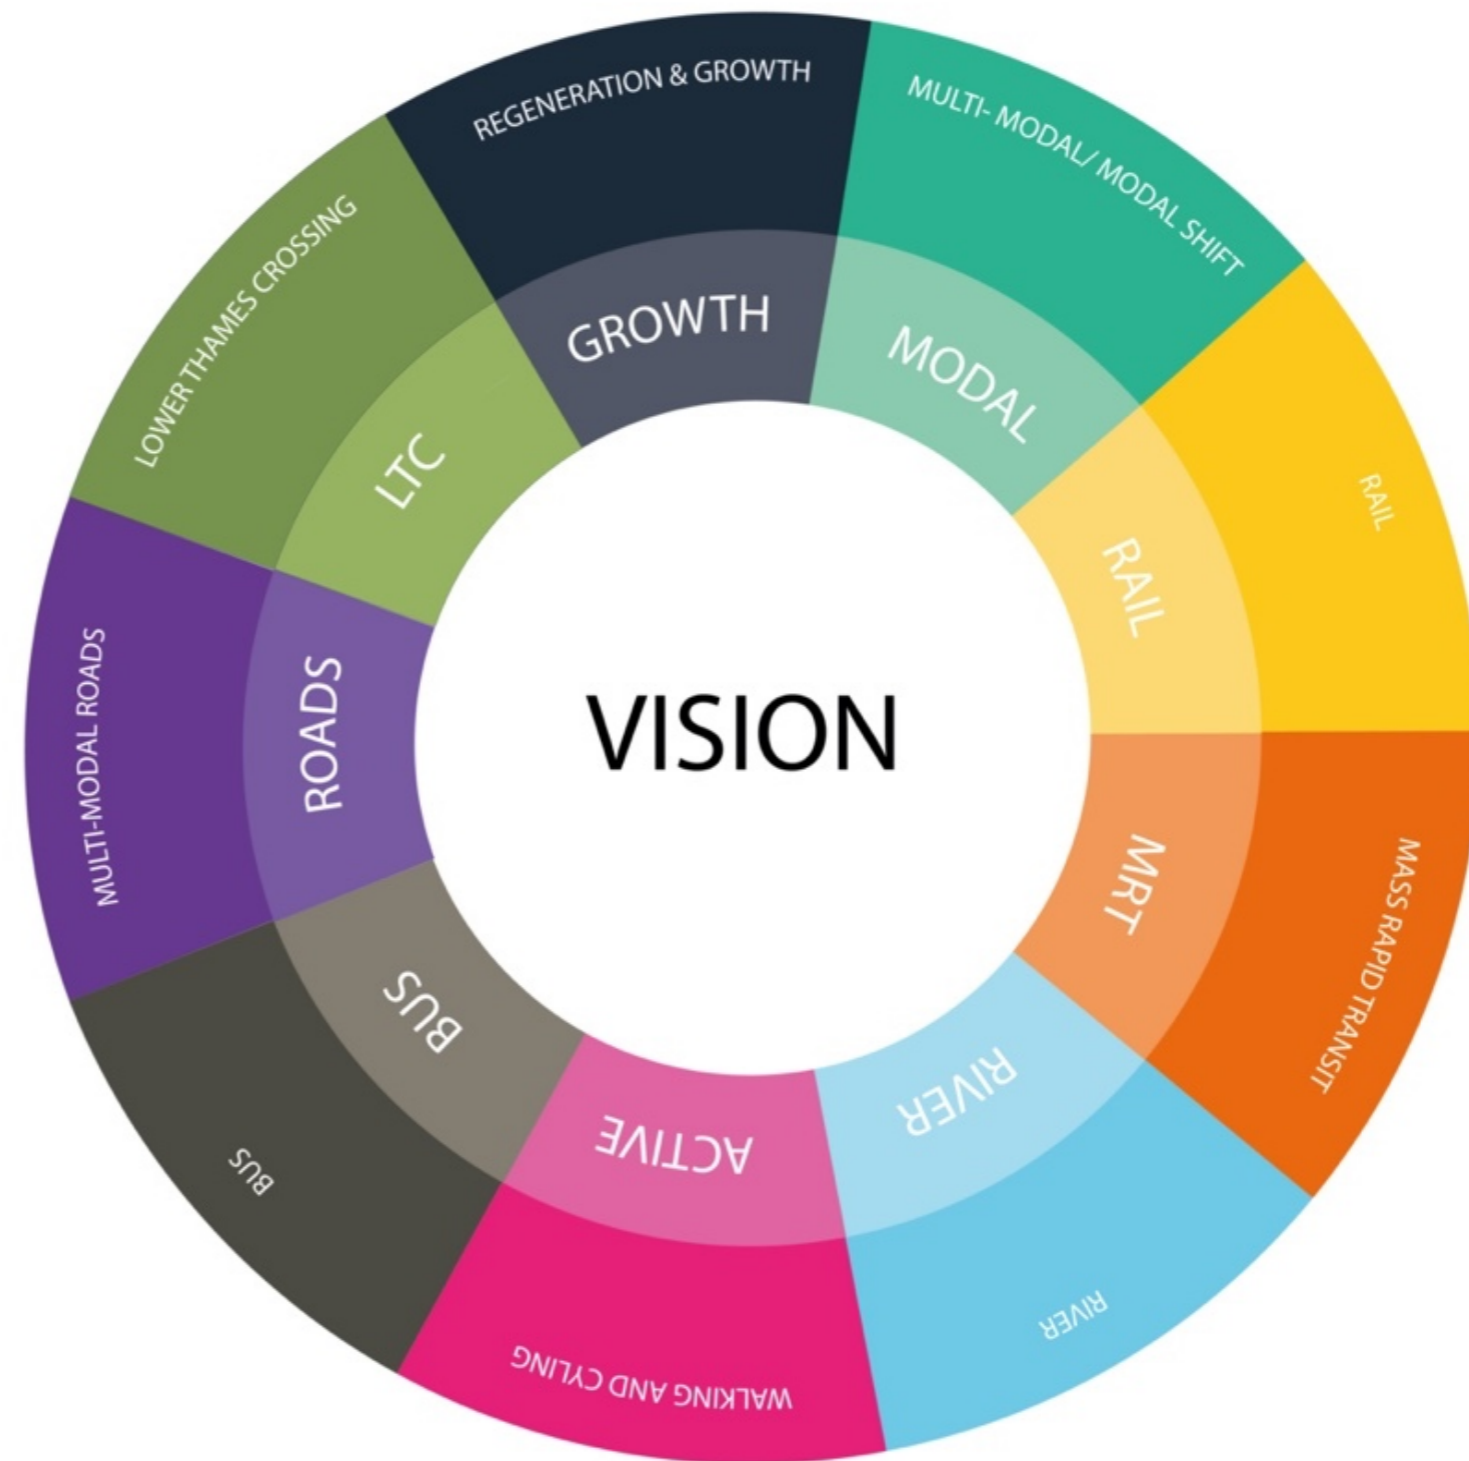 REGENERATION & GROWTH
GROWTH
MULTI- MODAL/ MODAL SHIFT
MODAL
RAIL
RAIL
MASS RAPID TRANSIT
MRT
RIVER
RIVER
WALKING AND CYLING
ACTIVE
BUS
BUS
MULTI-MODAL ROADS
ROADS
LOWER THAMES CROSSING
LTC
VISION